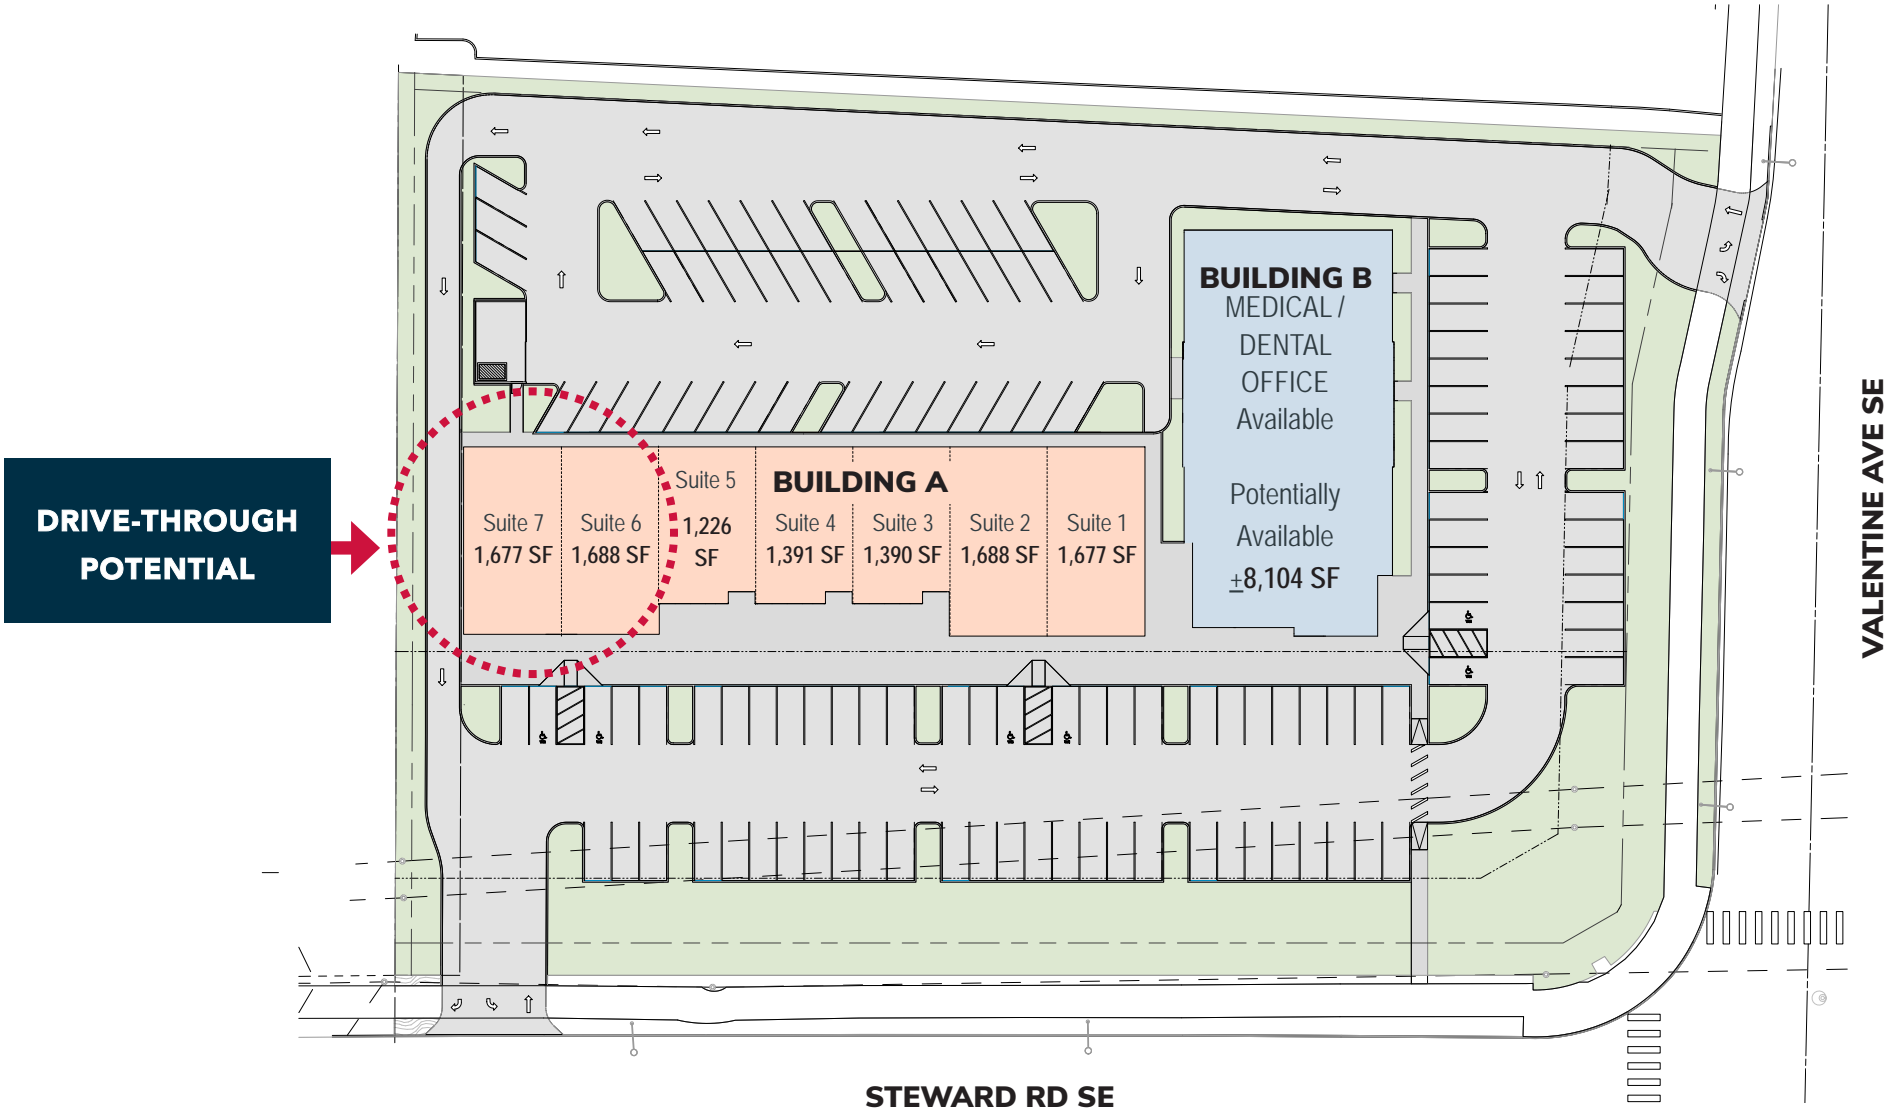 BUILDING B
MEDICAL /
DENTAL
OFFICE
Available
Potentially
Available
±8,104 SF
DRIVE-THROUGH
POTENTIAL
BUILDING A
Suite 7
1,677 SF
Suite 6
1,688 SF
Suite 5
1,226
SF
Suite 4
1,391 SF
Suite 3
1,390 SF
Suite 2
1,688 SF
Suite 1
1,677 SF
VALENTINE AVE SE
STEWARD RD SE